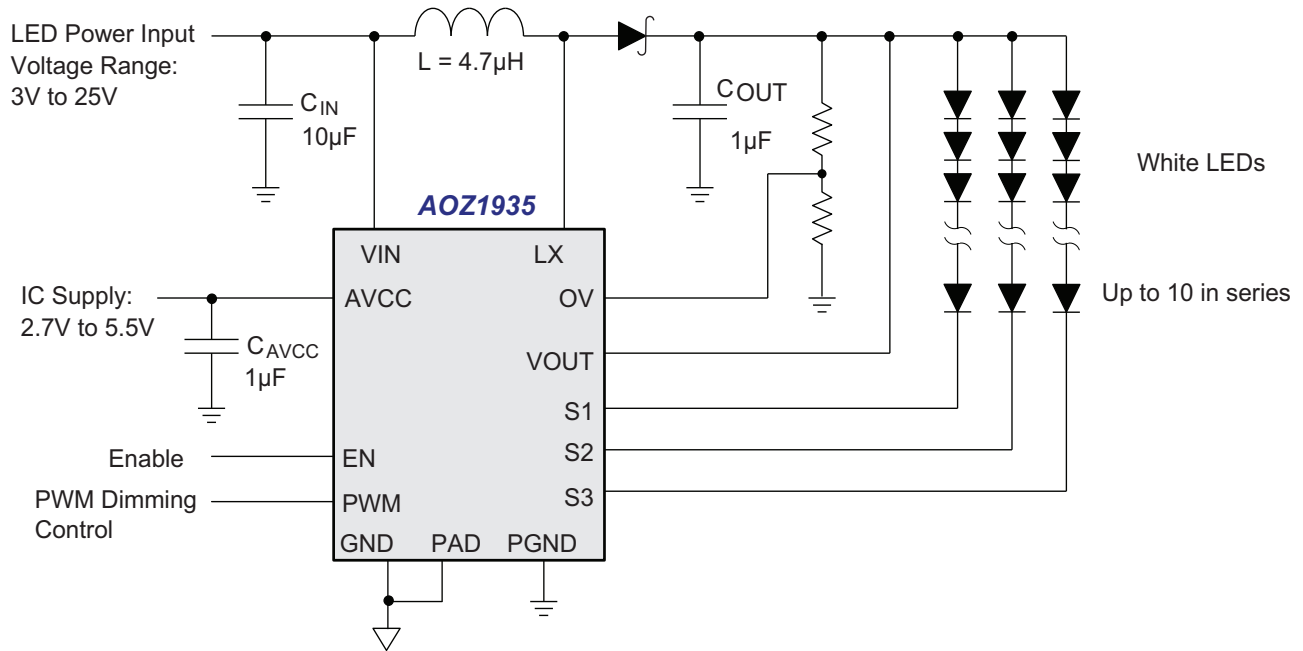 LED Power Input
Voltage Range:
3V to 25V
L = 4.7µH
CIN
10µF
COUT
1µF
White LEDs
AOZ1935
VIN
LX
IC Supply:
2.7V to 5.5V
AVCC
OV
Up to 10 in series
CAVCC
1µF
VOUT
S1
Enable
EN
S2
PWM Dimming
Control
PWM
S3
GND
PAD
PGND